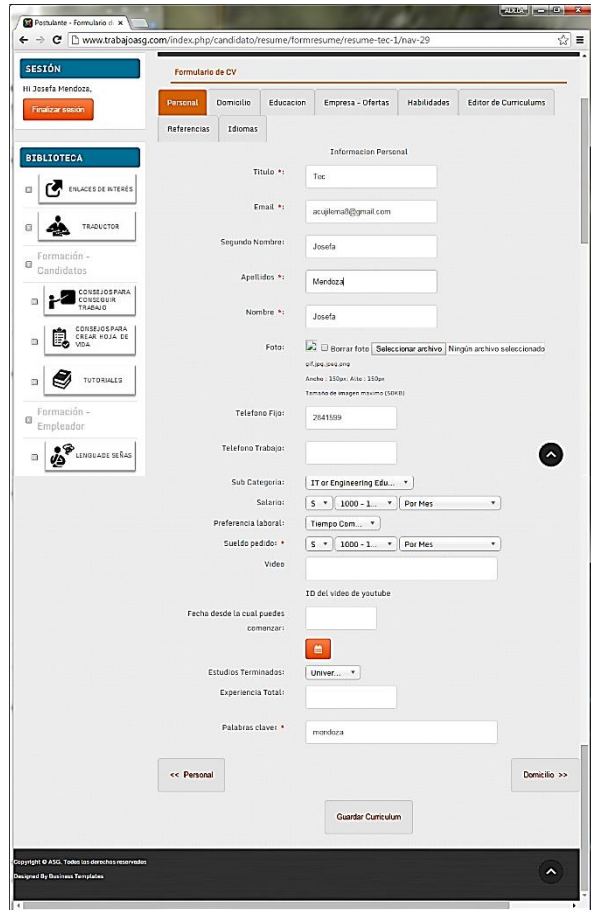 Postulante - Formulario d
www.trabajoasg.com/index.php/candidato/resume/formresume/resume-tec-1/nav-29
SESIÓN
Hi Josefa Mendoza,
Finalizar sesión
BIBLIOTECA
ENLACES DE INTERÉS
TRADUCTOR
Formación -
Candidatos
CONSEJOS PARA
CONSEGUIR
TRABAJO
CONSEJOS PARA
CREAR HOJA DE
VIDA
TUTORIALES
Formación -
Empleador
LENGUA DE SEÑAS
Formulario de CV
Personal Domicilio Educacion Empresa - Ofertas Habilidades Editor de Curriculums
Referencias Idiomas
Informacion Personal
Titulo *: Tec
Email *: acujilema8@gmail.com
Segundo Nombre: Josefa
Apellidos *: Mendoza
Nombre *: Josefa
Foto: Borrar foto Seleccionar archivo Ningún archivo seleccionado
gif,jpg,jpeg,png
Ancho : 150px; Alto : 150px
Tamaño de imagen maximo (50KB)
Telefono Fijo: 2641599
Telefono Trabajo:
Sub Categoria: IT or Engineering Edu...
Salario: S 1000 - 1... Por Mes
Preferencia laboral: Tiempo Com...
Sueldo pedido: * S 1000 - 1... Por Mes
Video
ID del video de youtube
Fecha desde la cual puedes
comenzar:
Estudios Terminados: Univer...
Experiencia Total:
Palabras clave: * mendoza
<< Personal Domicilio >>
Guardar Curriculum
Copyright © ASG, Todos los derechos reservados
Designed By Business Templates